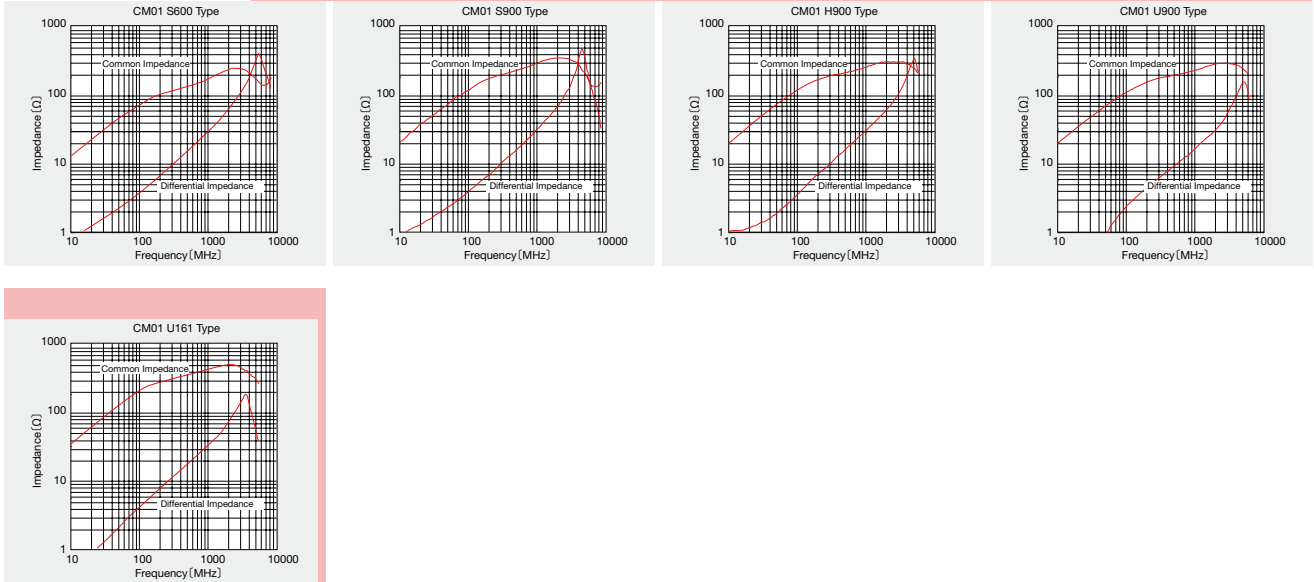 CM01 S600 Type
1000
Common Impedance
100
Impedance〔Ω〕
10
Differential Impedance
1
10 100 1000 10000
Frequency〔MHz〕
CM01 S900 Type
1000
Common Impedance
100
Impedance〔Ω〕
10
Differential Impedance
1
10 100 1000 10000
Frequency〔MHz〕
CM01 H900 Type
1000
Common Impedance
100
Impedance〔Ω〕
10
Differential Impedance
1
10 100 1000 10000
Frequency〔MHz〕
CM01 U900 Type
1000
Common Impedance
100
Impedance〔Ω〕
10
Differential Impedance
1
10 100 1000 10000
Frequency〔MHz〕
CM01 U161 Type
1000
Common Impedance
100
Impedance〔Ω〕
10
Differential Impedance
1
10 100 1000 10000
Frequency〔MHz〕